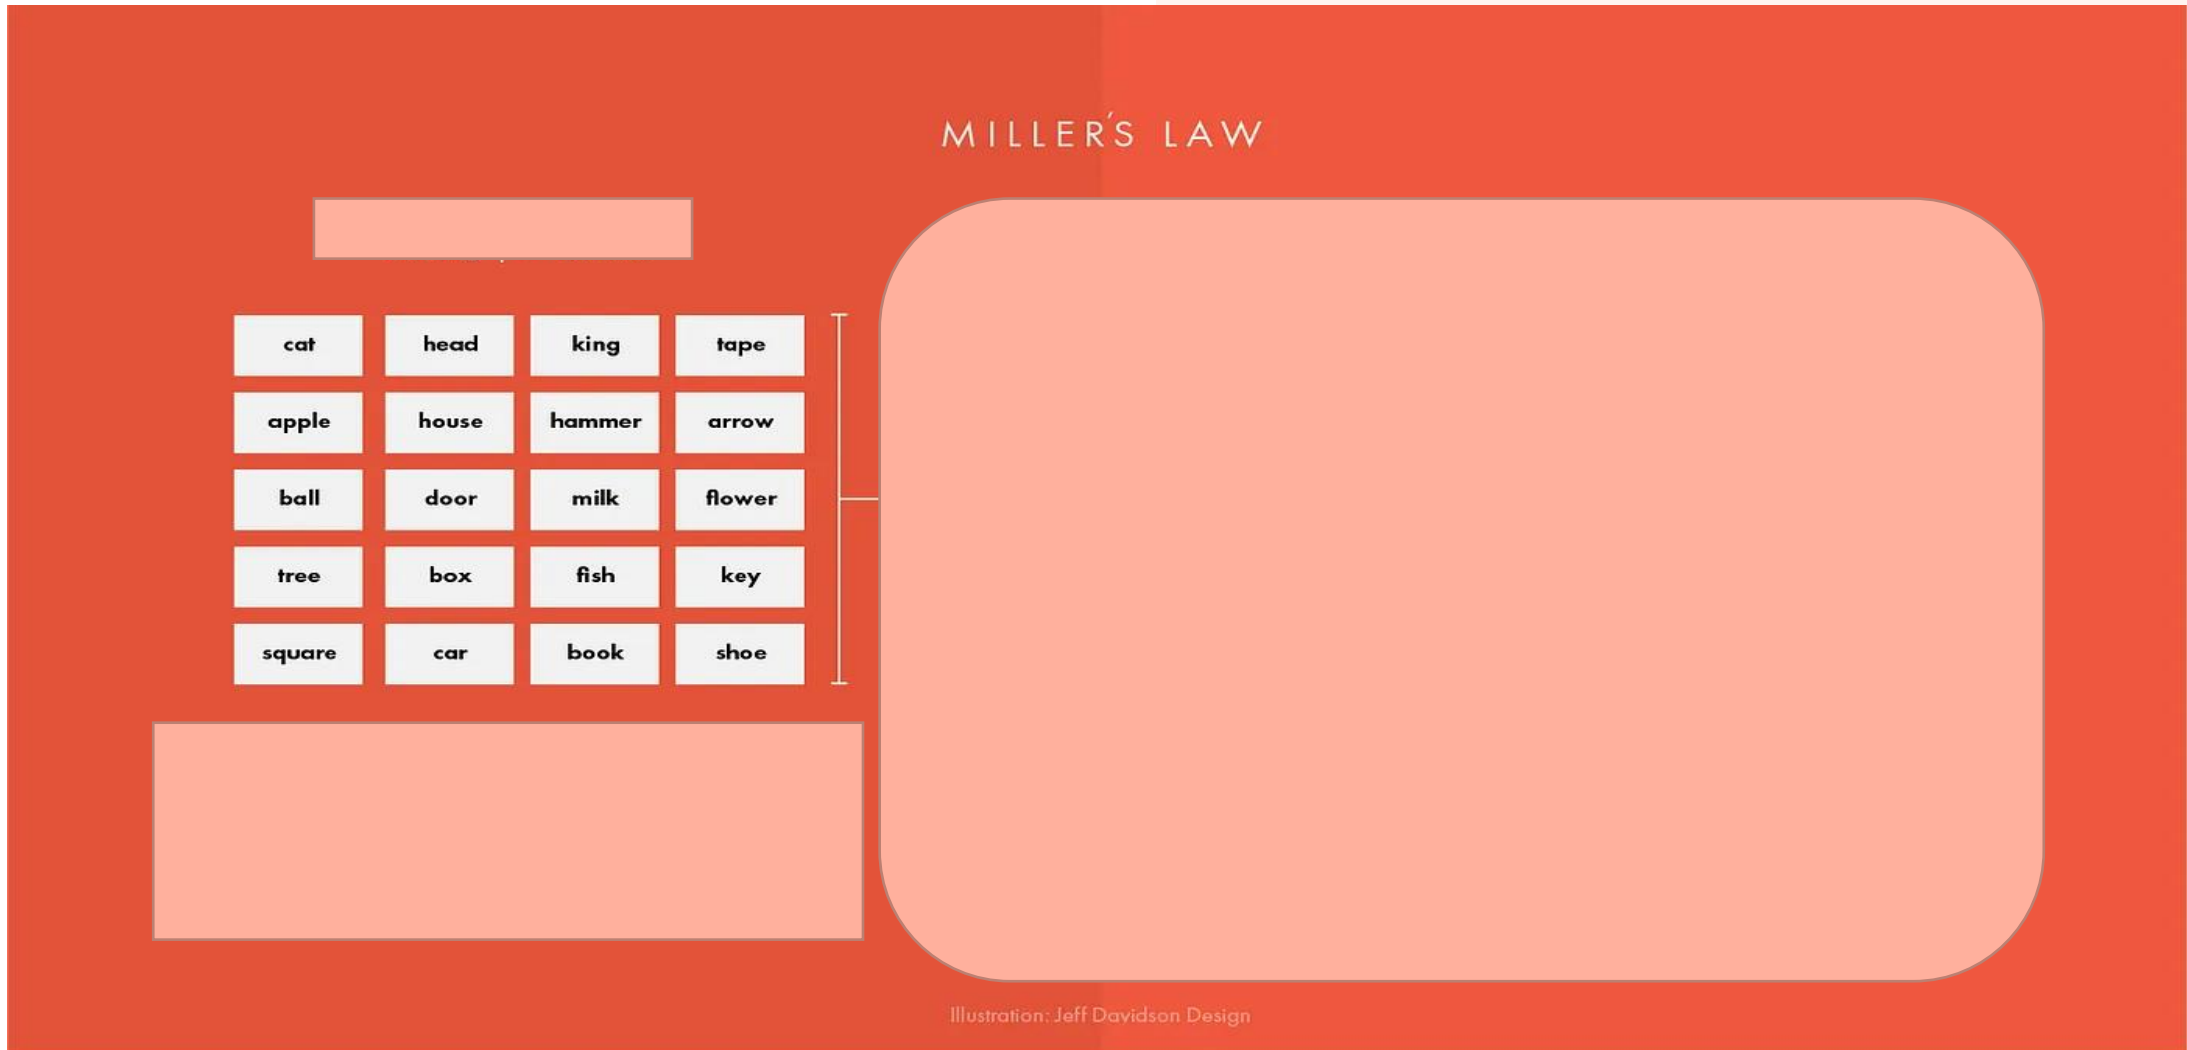 MILLER'S LAW
cat head king tape
apple house hammer arrow
ball door milk flower
tree box fish key
square car book shoe
Illustration: Jeff Davidson Design